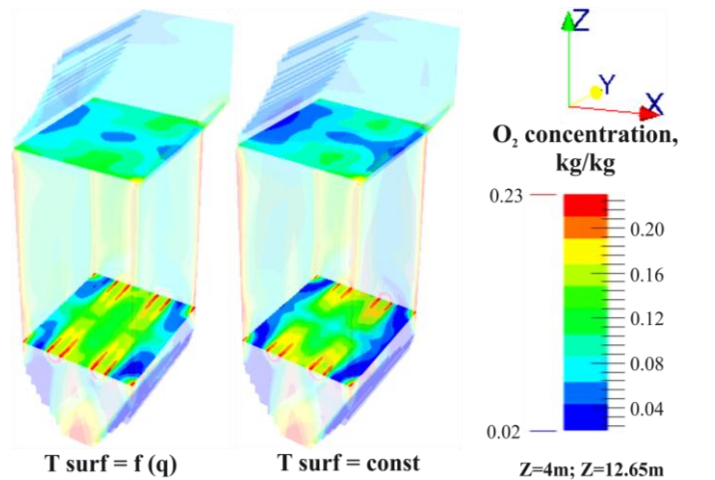 Z
Y
X
O₂ concentration,
kg/kg
0.23
0.20
0.16
0.12
0.08
0.04
0.02
T surf = f (q)
T surf = const
Z=4m; Z=12.65m